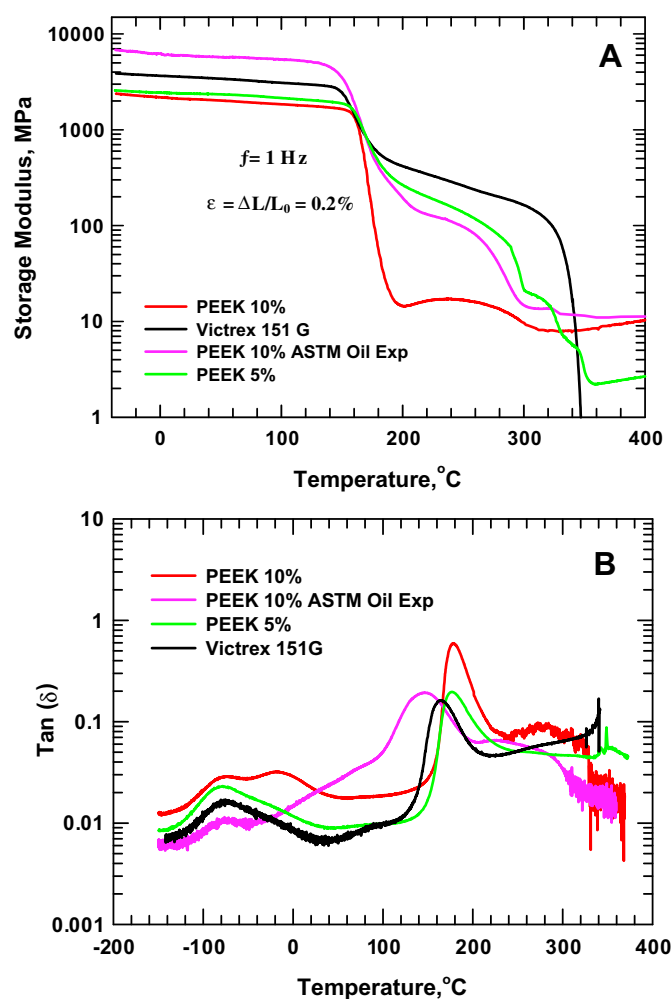 10000
1000
100
10
1
Storage Modulus, MPa
A
f= 1 Hz
ε = ΔL/L₀ = 0.2%
PEEK 10%
Victrex 151 G
PEEK 10% ASTM Oil Exp
PEEK 5%
0 100 200 300 400
Temperature,°C
10
1
0.1
0.01
0.001
Tan (δ)
B
PEEK 10%
PEEK 10% ASTM Oil Exp
PEEK 5%
Victrex 151G
-200 -100 0 100 200 300 400
Temperature,°C